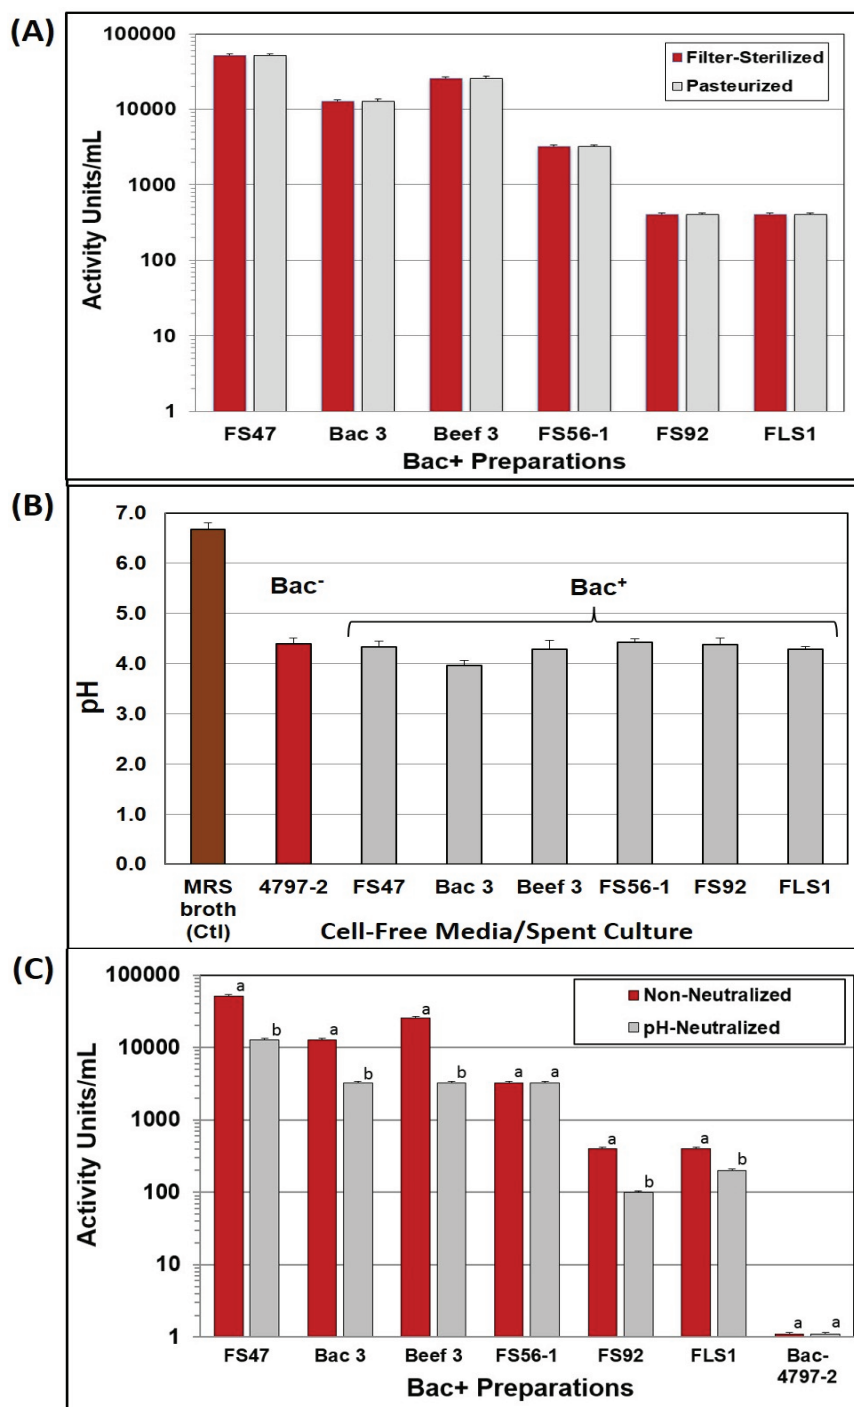 (A)
100000
10000
1000
100
10
1
Activity Units/mL
Filter-Sterilized
Pasteurized
FS47 Bac 3 Beef 3 FS56-1 FS92 FLS1
Bac+ Preparations
(B)
7.0
6.0
5.0
4.0
3.0
2.0
1.0
0.0
pH
Bac- Bac+
MRS broth (Ctl) 4797-2 FS47 Bac 3 Beef 3 FS56-1 FS92 FLS1
Cell-Free Media/Spent Culture
(C)
100000
10000
1000
100
10
1
Activity Units/mL
Non-Neutralized
pH-Neutralized
a b a b a b a a a b a b a a
FS47 Bac 3 Beef 3 FS56-1 FS92 FLS1 Bac-
4797-2
Bac+ Preparations